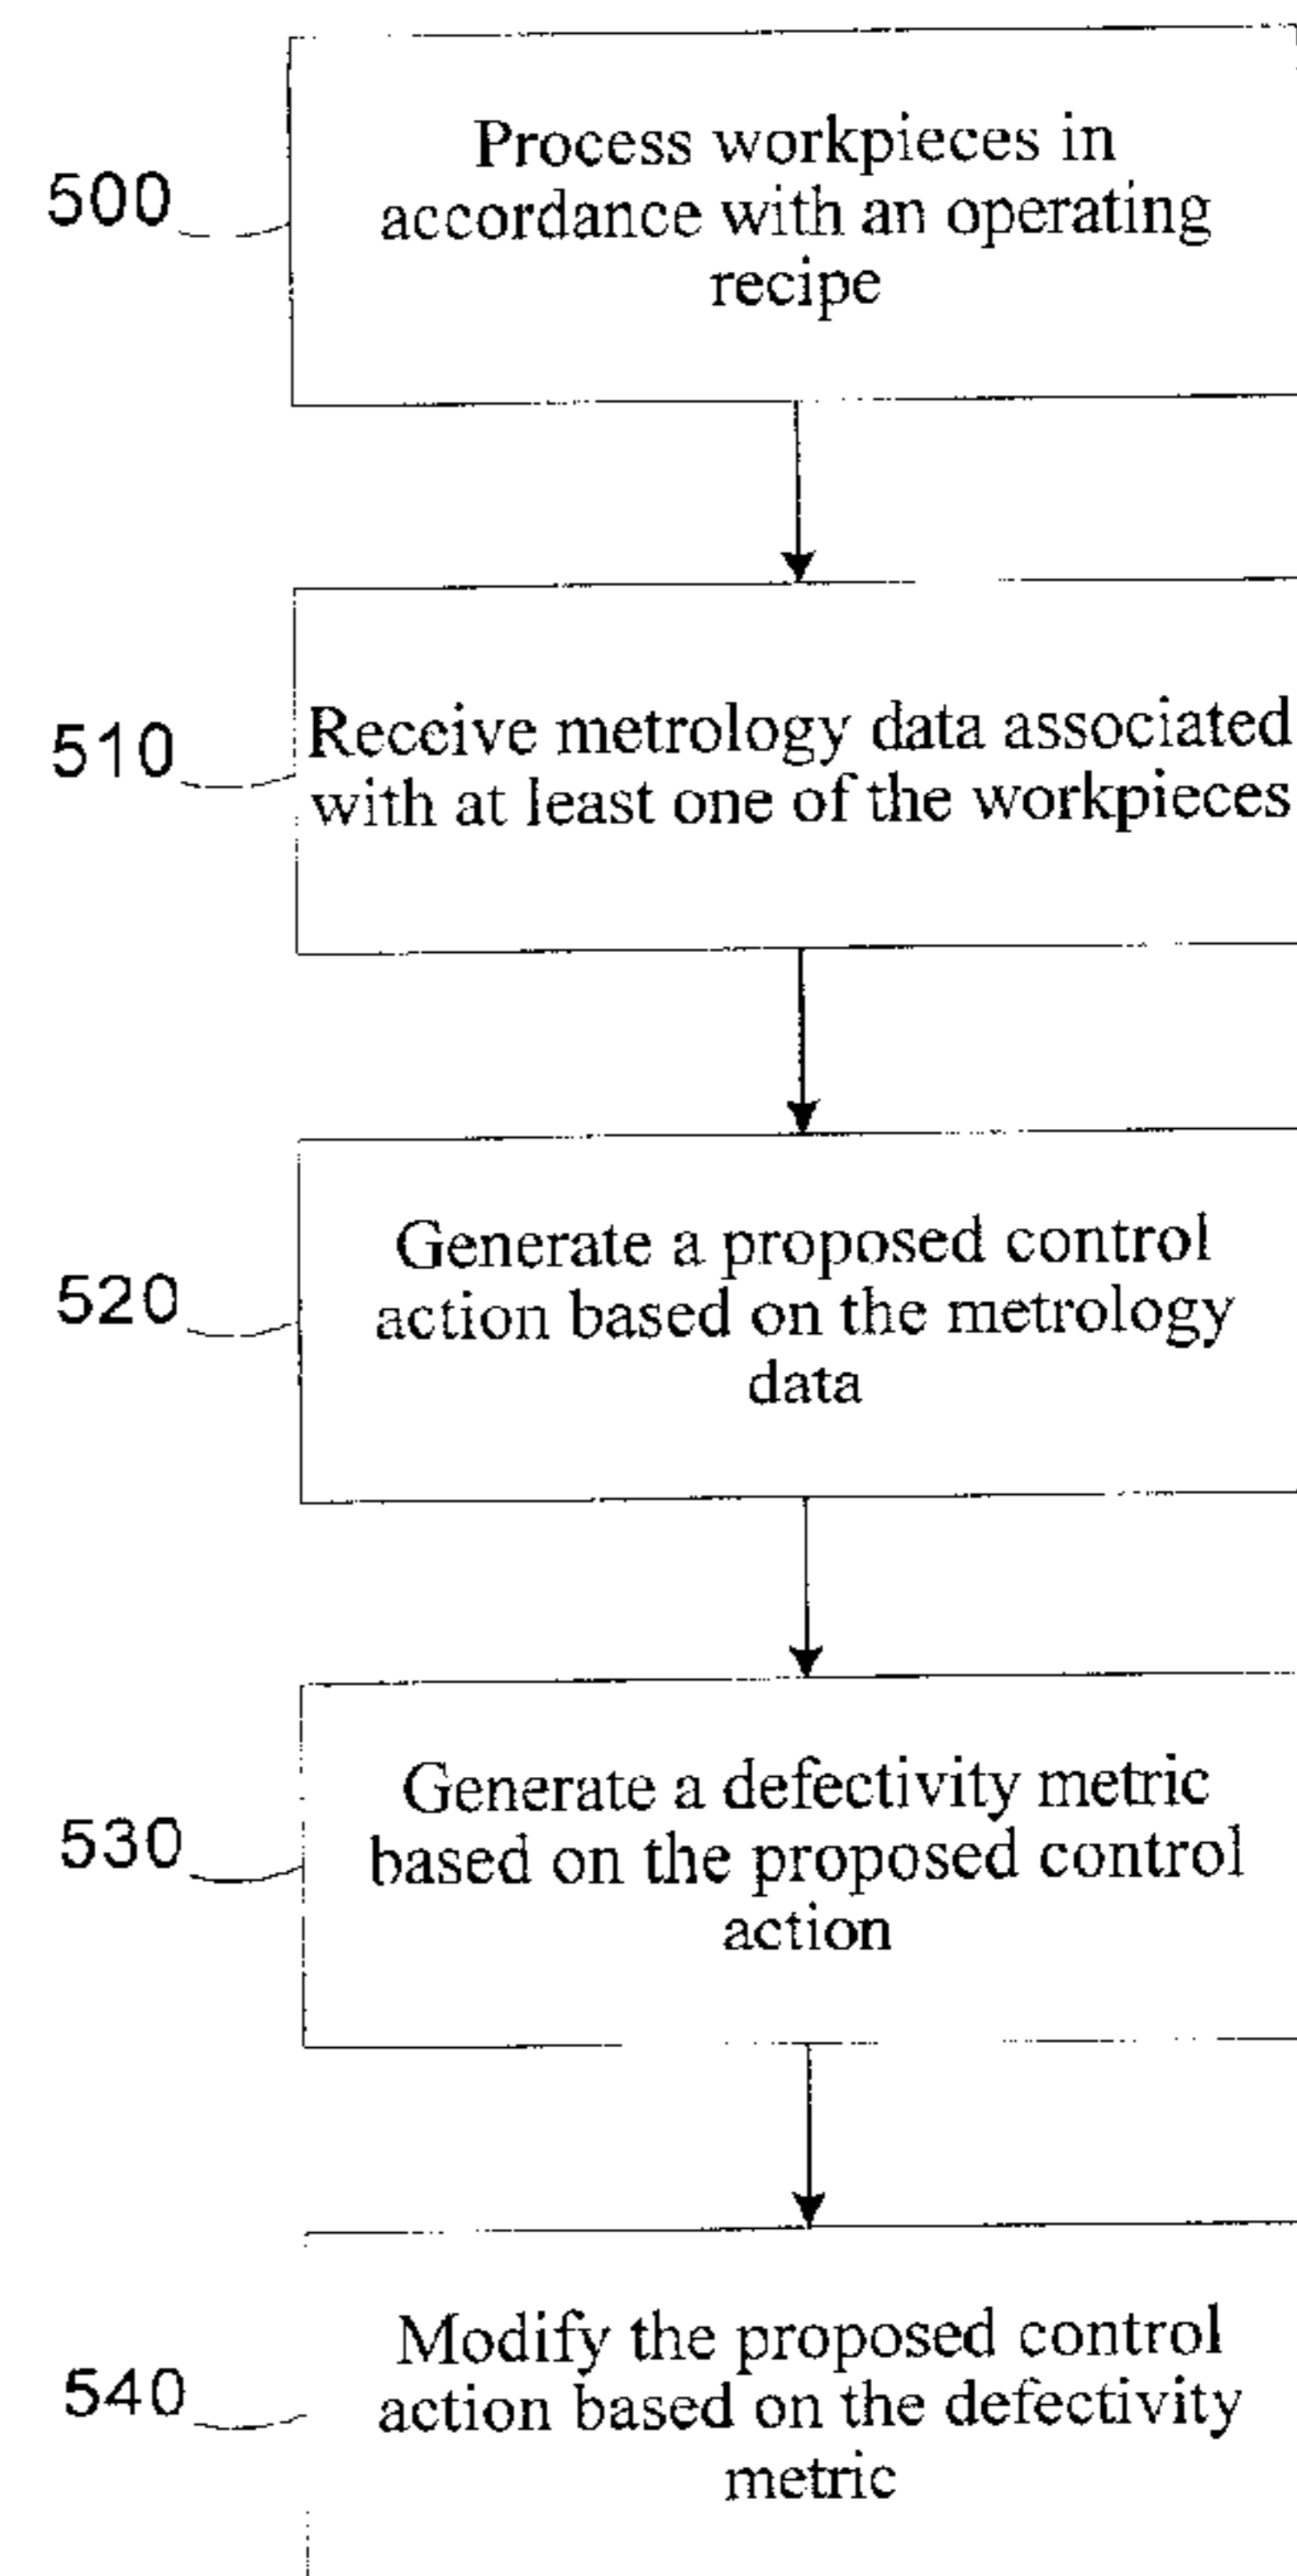 500
Process workpieces in
accordance with an operating
recipe
510
Receive metrology data associated
with at least one of the workpieces
520
Generate a proposed control
action based on the metrology
data
530
Generate a defectivity metric
based on the proposed control
action
540
Modify the proposed control
action based on the defectivity
metric